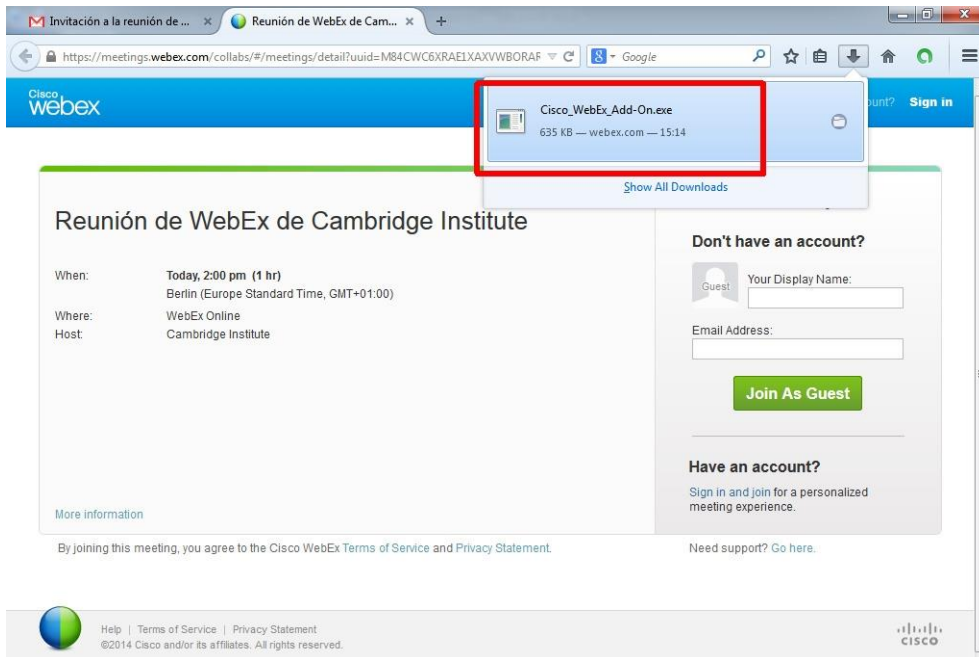 Invitación a la reunión de ...
Reunión de WebEx de Cam...
https://meetings.webex.com/collabs/#/meetings/detail?uuid=M84CWC6XRAE1XAXVWBORAR
Google
Cisco
webex
ount? Sign in
Cisco_WebEx_Add-On.exe
635 KB — webex.com — 15:14
Show All Downloads
Reunión de WebEx de Cambridge Institute
When: Today, 2:00 pm (1 hr)
Berlin (Europe Standard Time, GMT+01:00)
Where: WebEx Online
Host: Cambridge Institute
More information
Don't have an account?
Guest
Your Display Name:
Email Address:
Join As Guest
Have an account?
Sign in and join for a personalized
meeting experience.
By joining this meeting, you agree to the Cisco WebEx Terms of Service and Privacy Statement.
Need support? Go here.
Help | Terms of Service | Privacy Statement
©2014 Cisco and/or its affiliates. All rights reserved.
CISCO